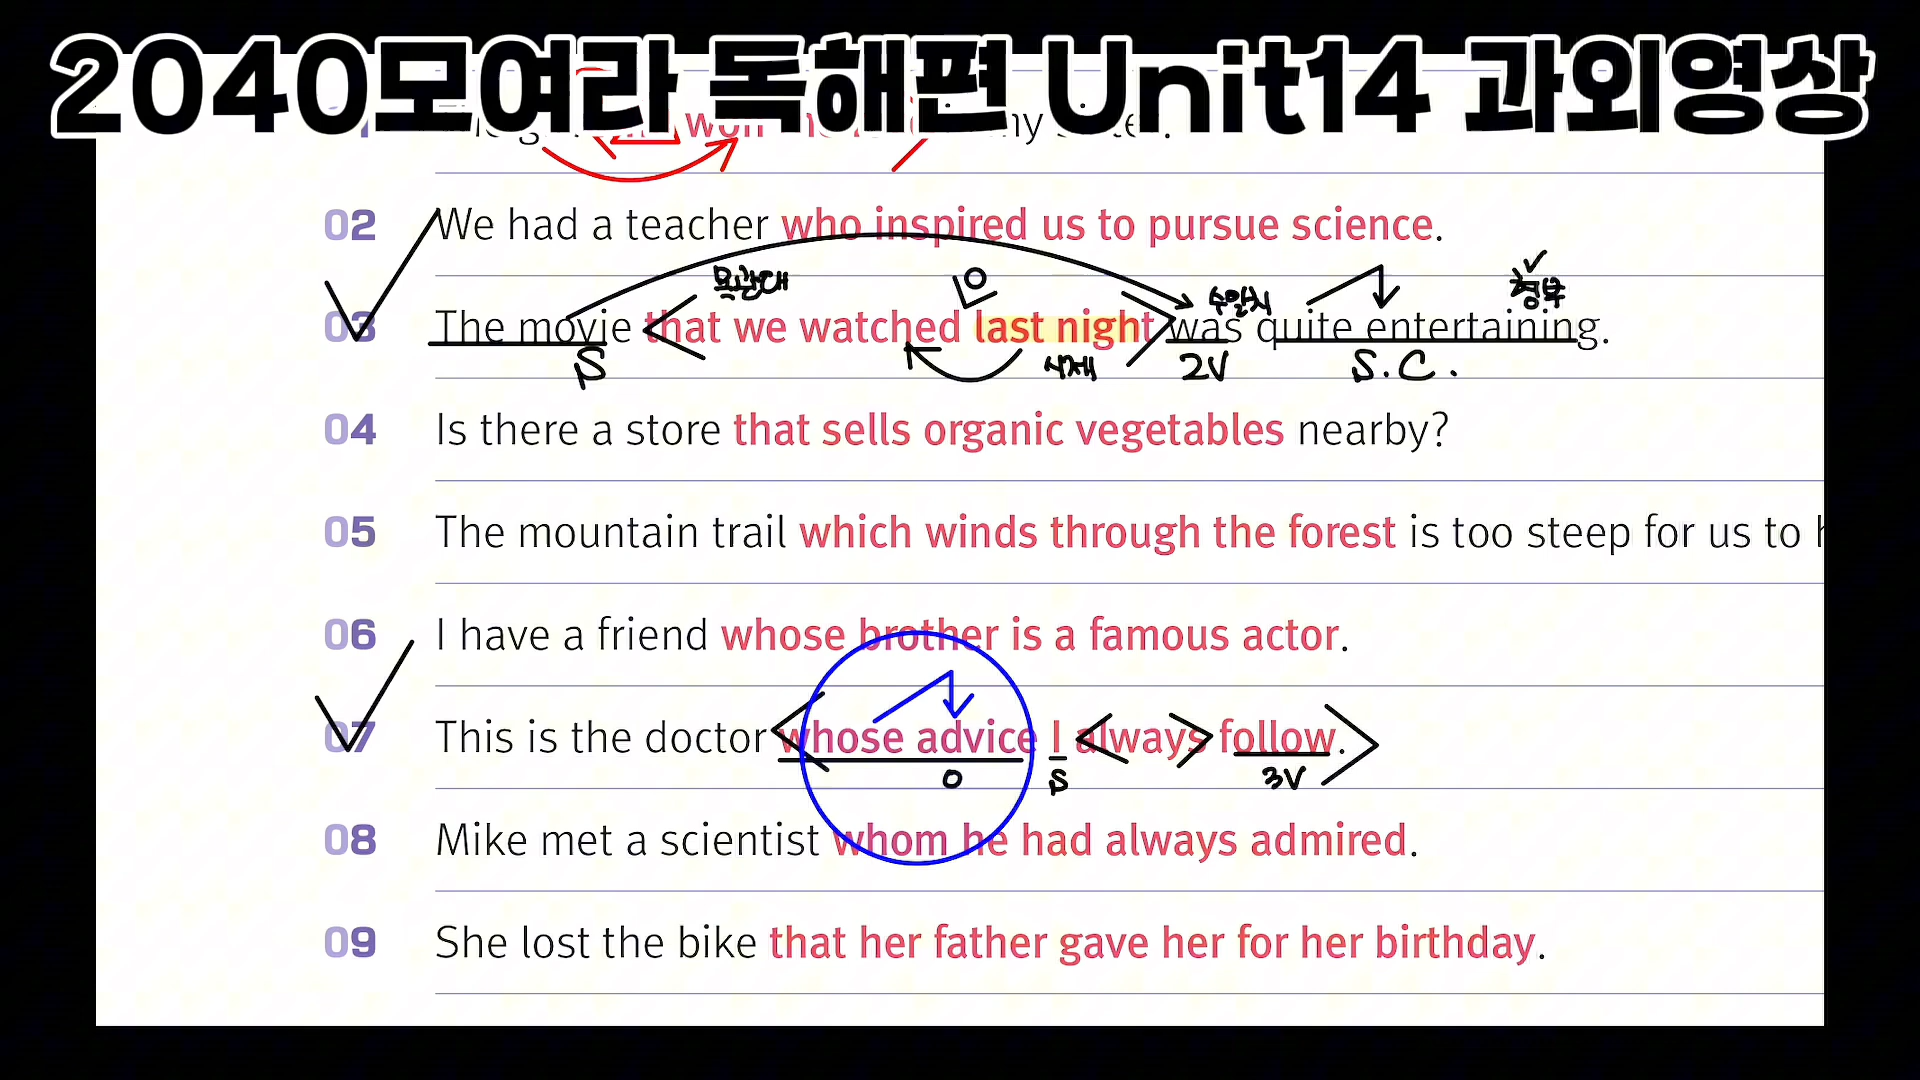 2040모여라 독해편 Unit14 과외영상
02 We had a teacher who inspired us to pursue science.
03 The movie that we watched last night was quite entertaining.
S 2V S.C.
04 Is there a store that sells organic vegetables nearby?
05 The mountain trail which winds through the forest is too steep for us to
06 I have a friend whose brother is a famous actor.
07 This is the doctor whose advice I always follow.
O S 3V
08 Mike met a scientist whom he had always admired.
09 She lost the bike that her father gave her for her birthday.